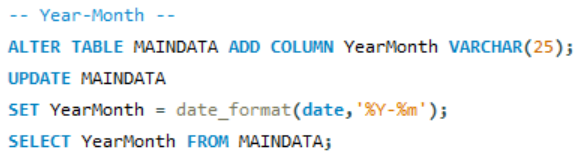 -- Year-Month --
ALTER TABLE MAINDATA ADD COLUMN YearMonth VARCHAR(25);
UPDATE MAINDATA
SET YearMonth = date_format(date,'%Y-%m');
SELECT YearMonth FROM MAINDATA;